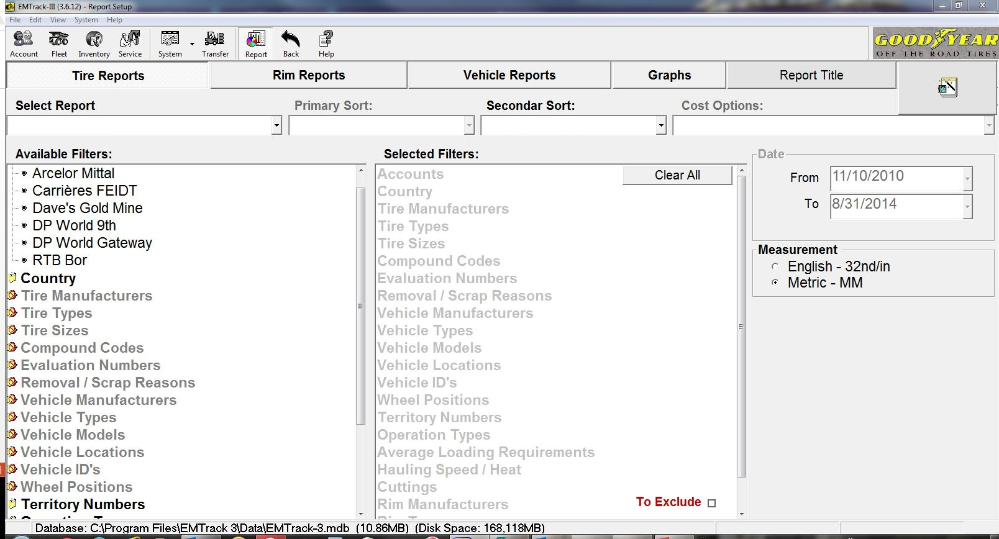 EMTrack-III (3.6.12) - Report Setup
File Edit View System Help
Account Fleet Inventory Service System Transfer Report Back Help
GOODYEAR
OFF THE ROAD TIRES
Tire Reports Rim Reports Vehicle Reports Graphs Report Title
Select Report Primary Sort: Secondar Sort: Cost Options:
Available Filters: Selected Filters: Date
Arcelor Mittal Accounts Clear All From 11/10/2010
Carrières FEIDT Country
Dave's Gold Mine Tire Manufacturers To 8/31/2014
DP World 9th Tire Types
DP World Gateway Tire Sizes Measurement
RTB Bor Compound Codes English - 32nd/in
Country Evaluation Numbers Metric - MM
Tire Manufacturers Removal / Scrap Reasons
Tire Types Vehicle Manufacturers
Tire Sizes Vehicle Types
Compound Codes Vehicle Models
Evaluation Numbers Vehicle Locations
Removal / Scrap Reasons Vehicle ID's
Vehicle Manufacturers Wheel Positions
Vehicle Types Territory Numbers
Vehicle Models Operation Types
Vehicle Locations Average Loading Requirements
Vehicle ID's Hauling Speed / Heat
Wheel Positions Cuttings
Territory Numbers Rim Manufacturers To Exclude
Database: C:\Program Files\EMTrack 3\Data\EMTrack-3.mdb (10.86MB) (Disk Space: 168,118MB)